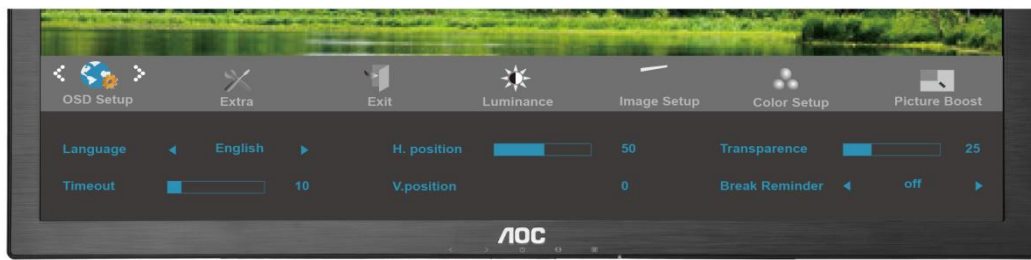 OSD Setup Extra Exit Luminance Image Setup Color Setup Picture Boost
Language English H. position 50 Transparence 25
Timeout 10 V.position 0 Break Reminder off
AOC